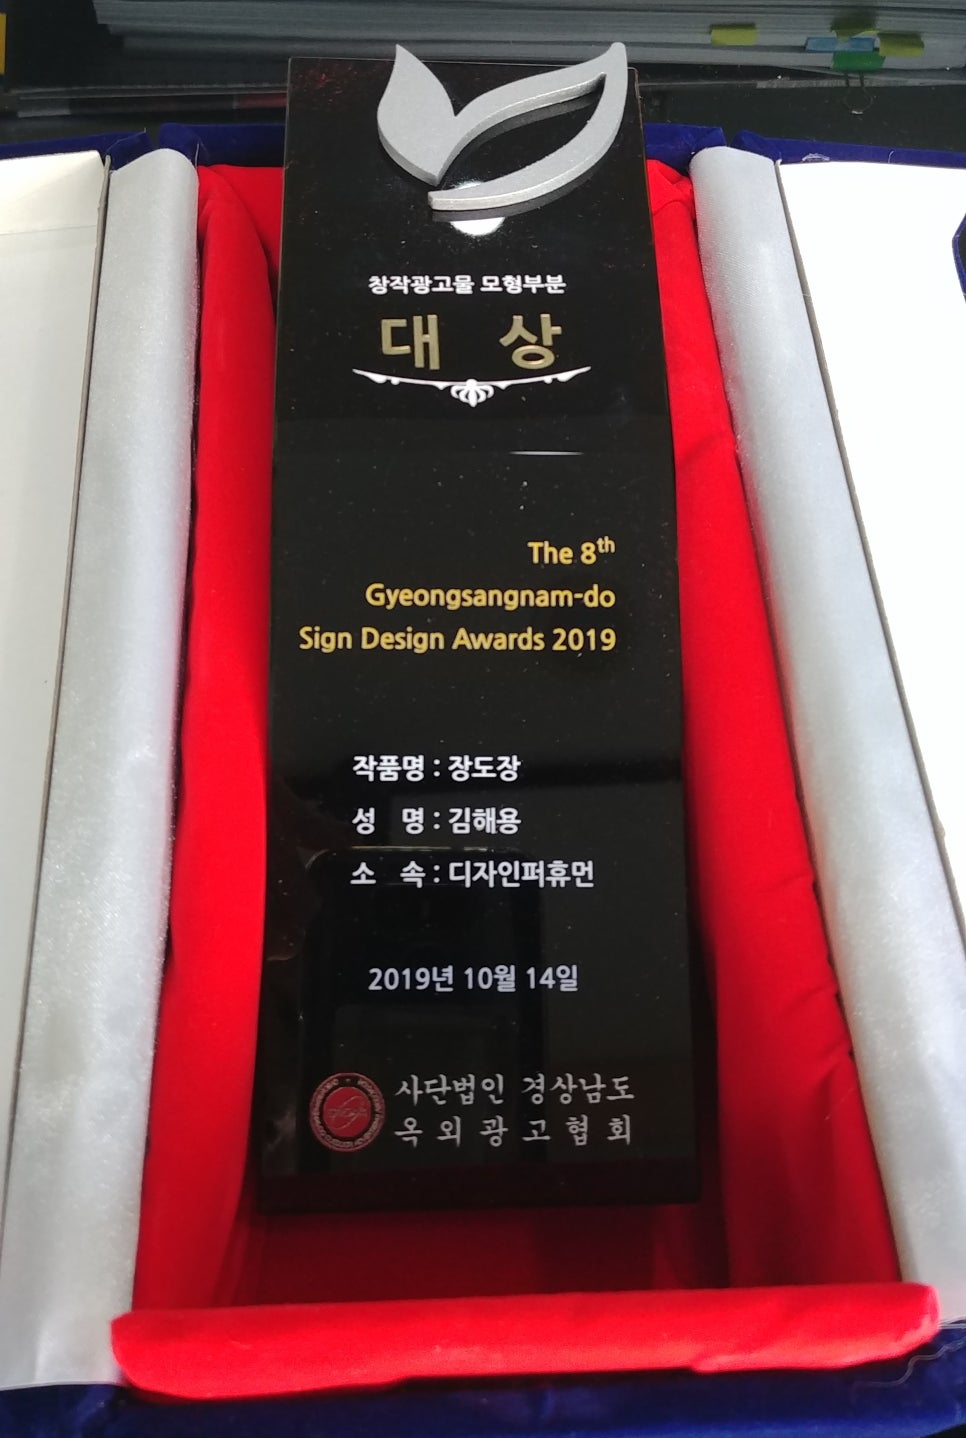 창작광고물 모형부분
대 상
The 8th
Gyeongsangnam-do
Sign Design Awards 2019
작품명 : 장도장
성 명 : 김해용
소 속 : 디자인퍼휴먼
2019년 10월 14일
사단법인 경상남도
옥외광고협회